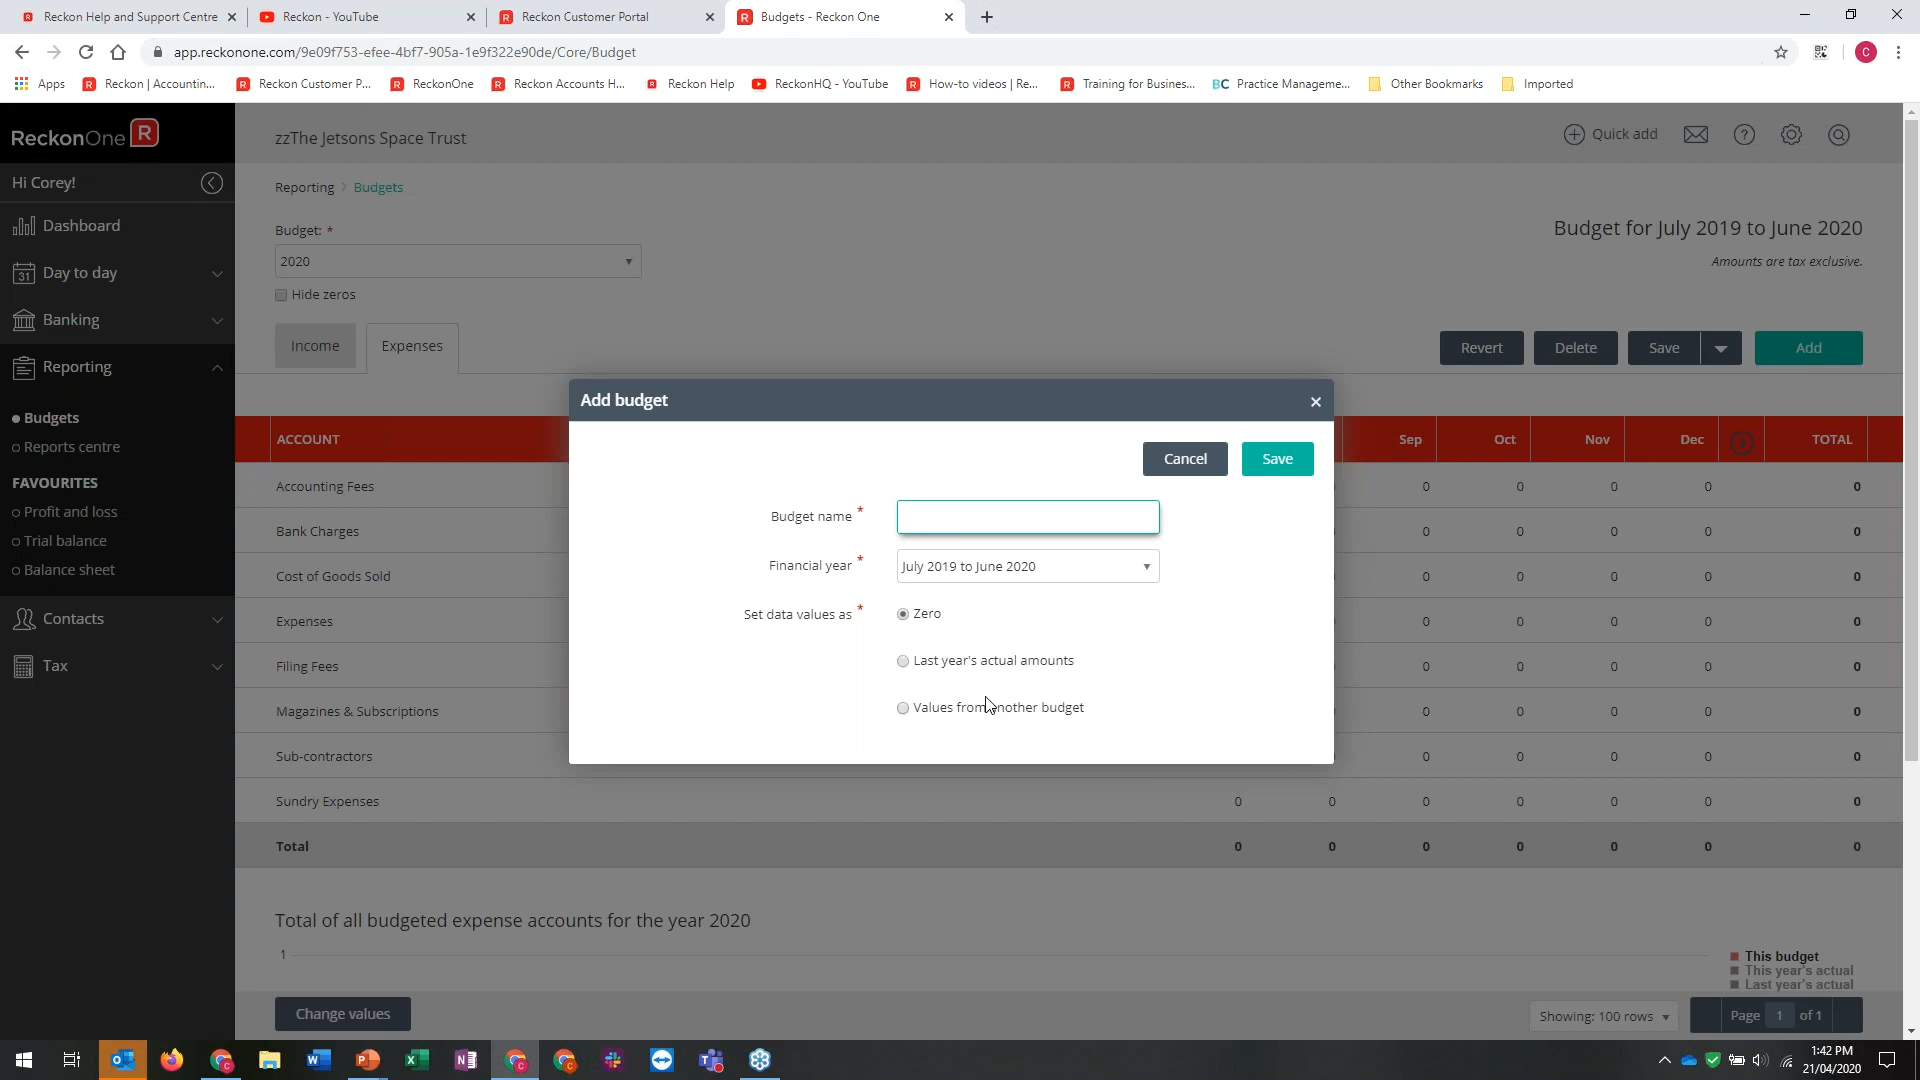 Reckon Help and Support Centre
Reckon - YouTube
Reckon Customer Portal
Budgets - Reckon One
app.reckonone.com/9e09f753-efee-4bf7-905a-1e9f322e90de/Core/Budget
Apps
Reckon | Accountin...
Reckon Customer P...
ReckonOne
Reckon Accounts H...
Reckon Help
ReckonHQ - YouTube
How-to videos | Re...
Training for Busines...
BC Practice Manageme...
Other Bookmarks
Imported
ReckonOne R
zzThe Jetsons Space Trust
Quick add
Hi Corey!
Dashboard
31 Day to day
Banking
Reporting
Budgets
Reports centre
FAVOURITES
Profit and loss
Trial balance
Balance sheet
Contacts
Tax
Reporting > Budgets
Budget: *
2020
Hide zeros
Budget for July 2019 to June 2020
Amounts are tax exclusive.
Income
Expenses
Revert
Delete
Save
Add
Add budget
Cancel
Save
Budget name *
Financial year * July 2019 to June 2020
Set data values as * Zero
Last year's actual amounts
Values from another budget
ACCOUNT Sep Oct Nov Dec TOTAL
Accounting Fees 0 0 0 0 0
Bank Charges 0 0 0 0 0
Cost of Goods Sold 0 0 0 0 0
Expenses 0 0 0 0 0
Filing Fees 0 0 0 0 0
Magazines & Subscriptions 0 0 0 0 0
Sub-contractors 0 0 0 0 0
Sundry Expenses 0 0 0 0 0 0 0
Total 0 0 0 0 0 0 0
Total of all budgeted expense accounts for the year 2020
1
This budget
This year's actual
Last year's actual
Change values
Showing: 100 rows
Page 1 of 1
1:42 PM
21/04/2020